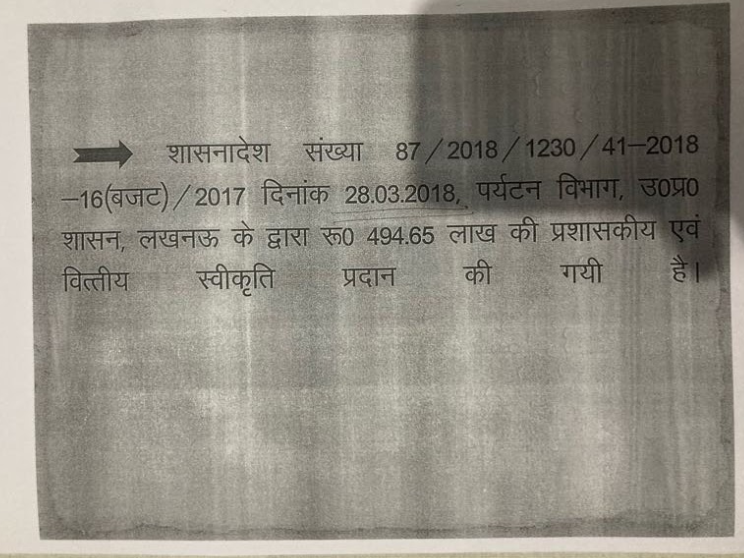 शासनादेश संख्या 87/2018/1230/41–2018
–16(बजट)/2017 दिनांक 28.03.2018, पर्यटन विभाग, उ0प्र0
शासन, लखनऊ के द्वारा रू0 494.65 लाख की प्रशासकीय एवं
वित्तीय स्वीकृति प्रदान की गयी है।